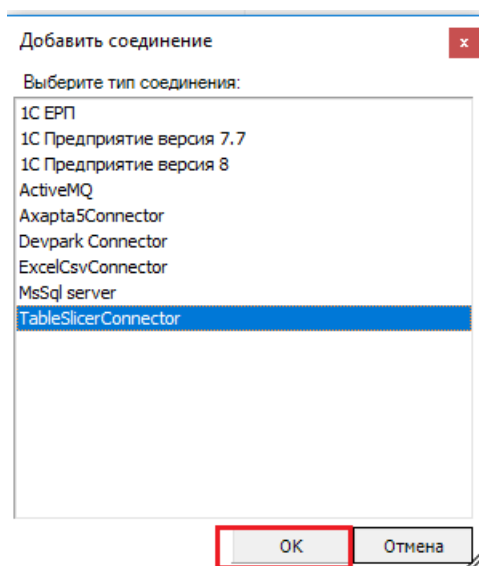 Добавить соединение
x
Выберите тип соединения:
1С ЕРП
1С Предприятие версия 7.7
1С Предприятие версия 8
ActiveMQ
Axapta5Connector
Devpark Connector
ExcelCsvConnector
MsSql server
TableSlicerConnector
ОК Отмена